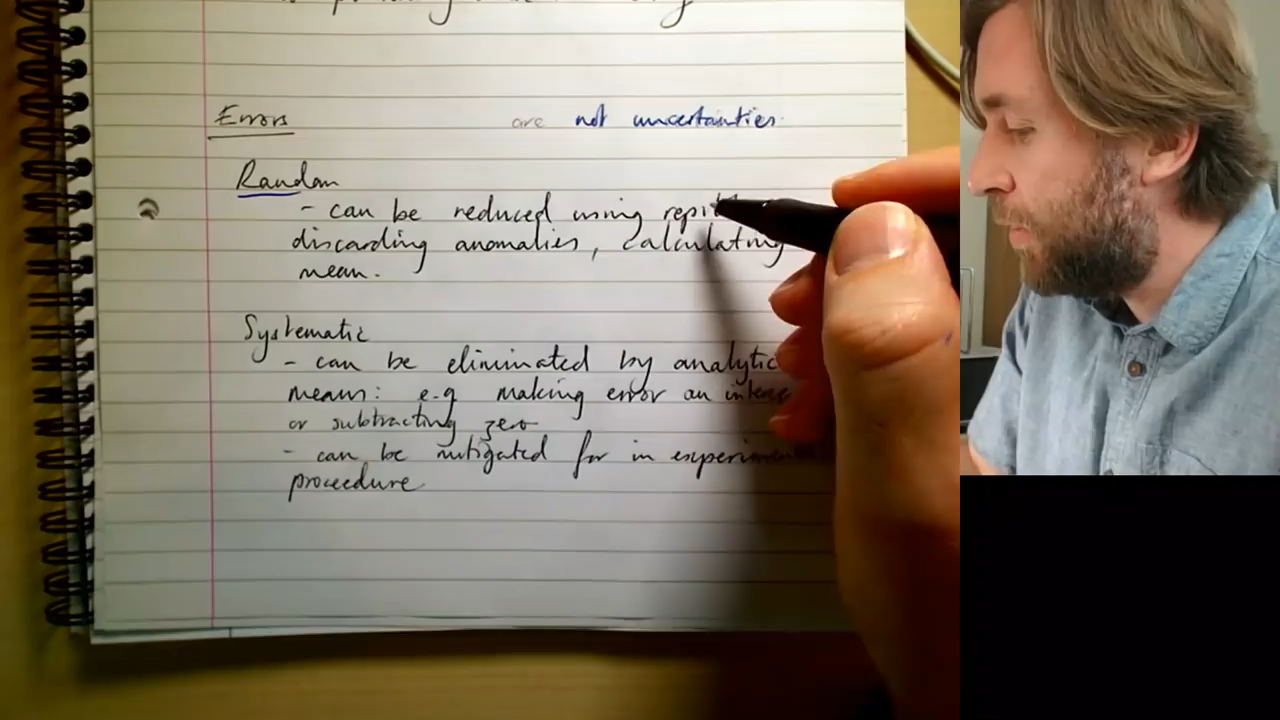 Errors are not uncertainties.
Random
- can be reduced using
discarding anomalies, calculating
mean.
Systematic
- can be eliminated by analytic
means: e.g making error an
or subtracting zero
- can be mitigated for in
proceedure